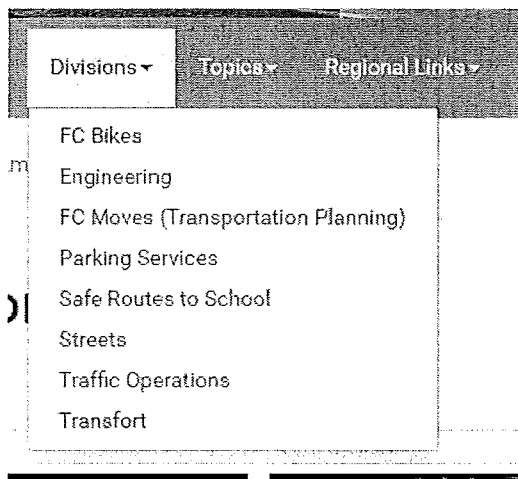 Divisions Topics Regional Links
FC Bikes
Engineering
FC Moves (Transportation Planning)
Parking Services
Safe Routes to School
Streets
Traffic Operations
Transfort